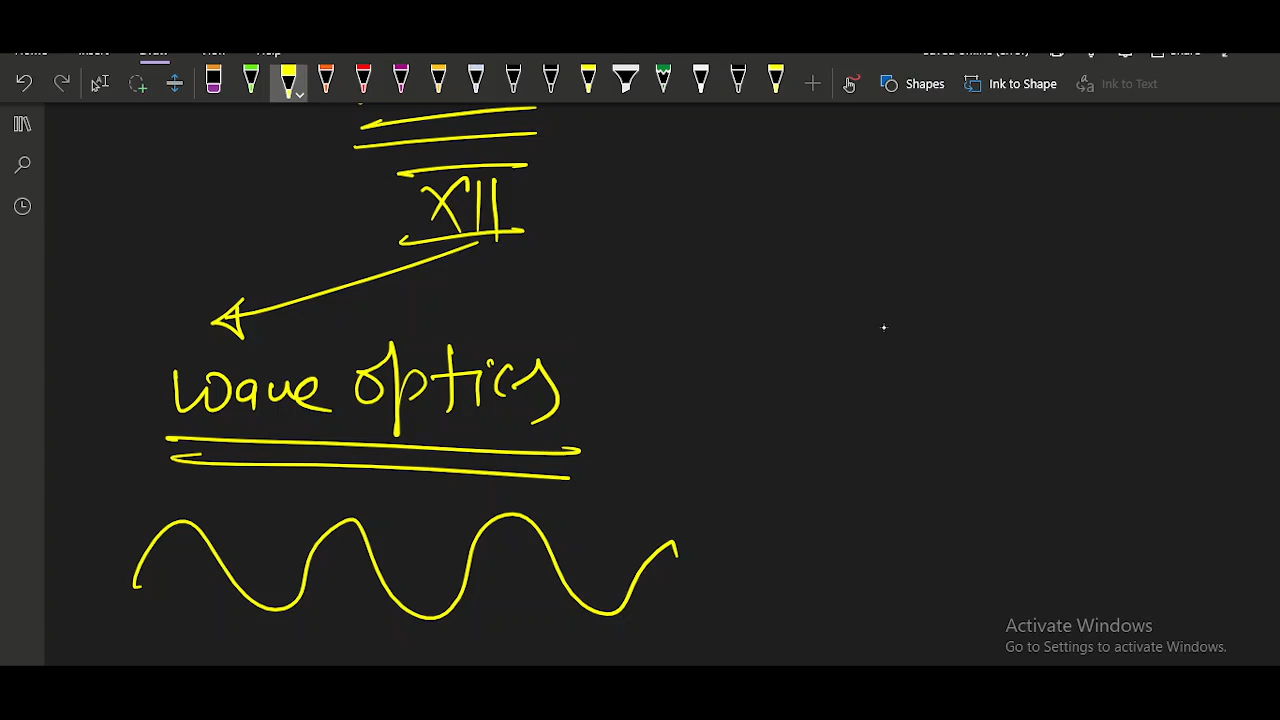 Shapes
Ink to Shape
Ink to Text
XII
wave optics
Activate Windows
Go to Settings to activate Windows.